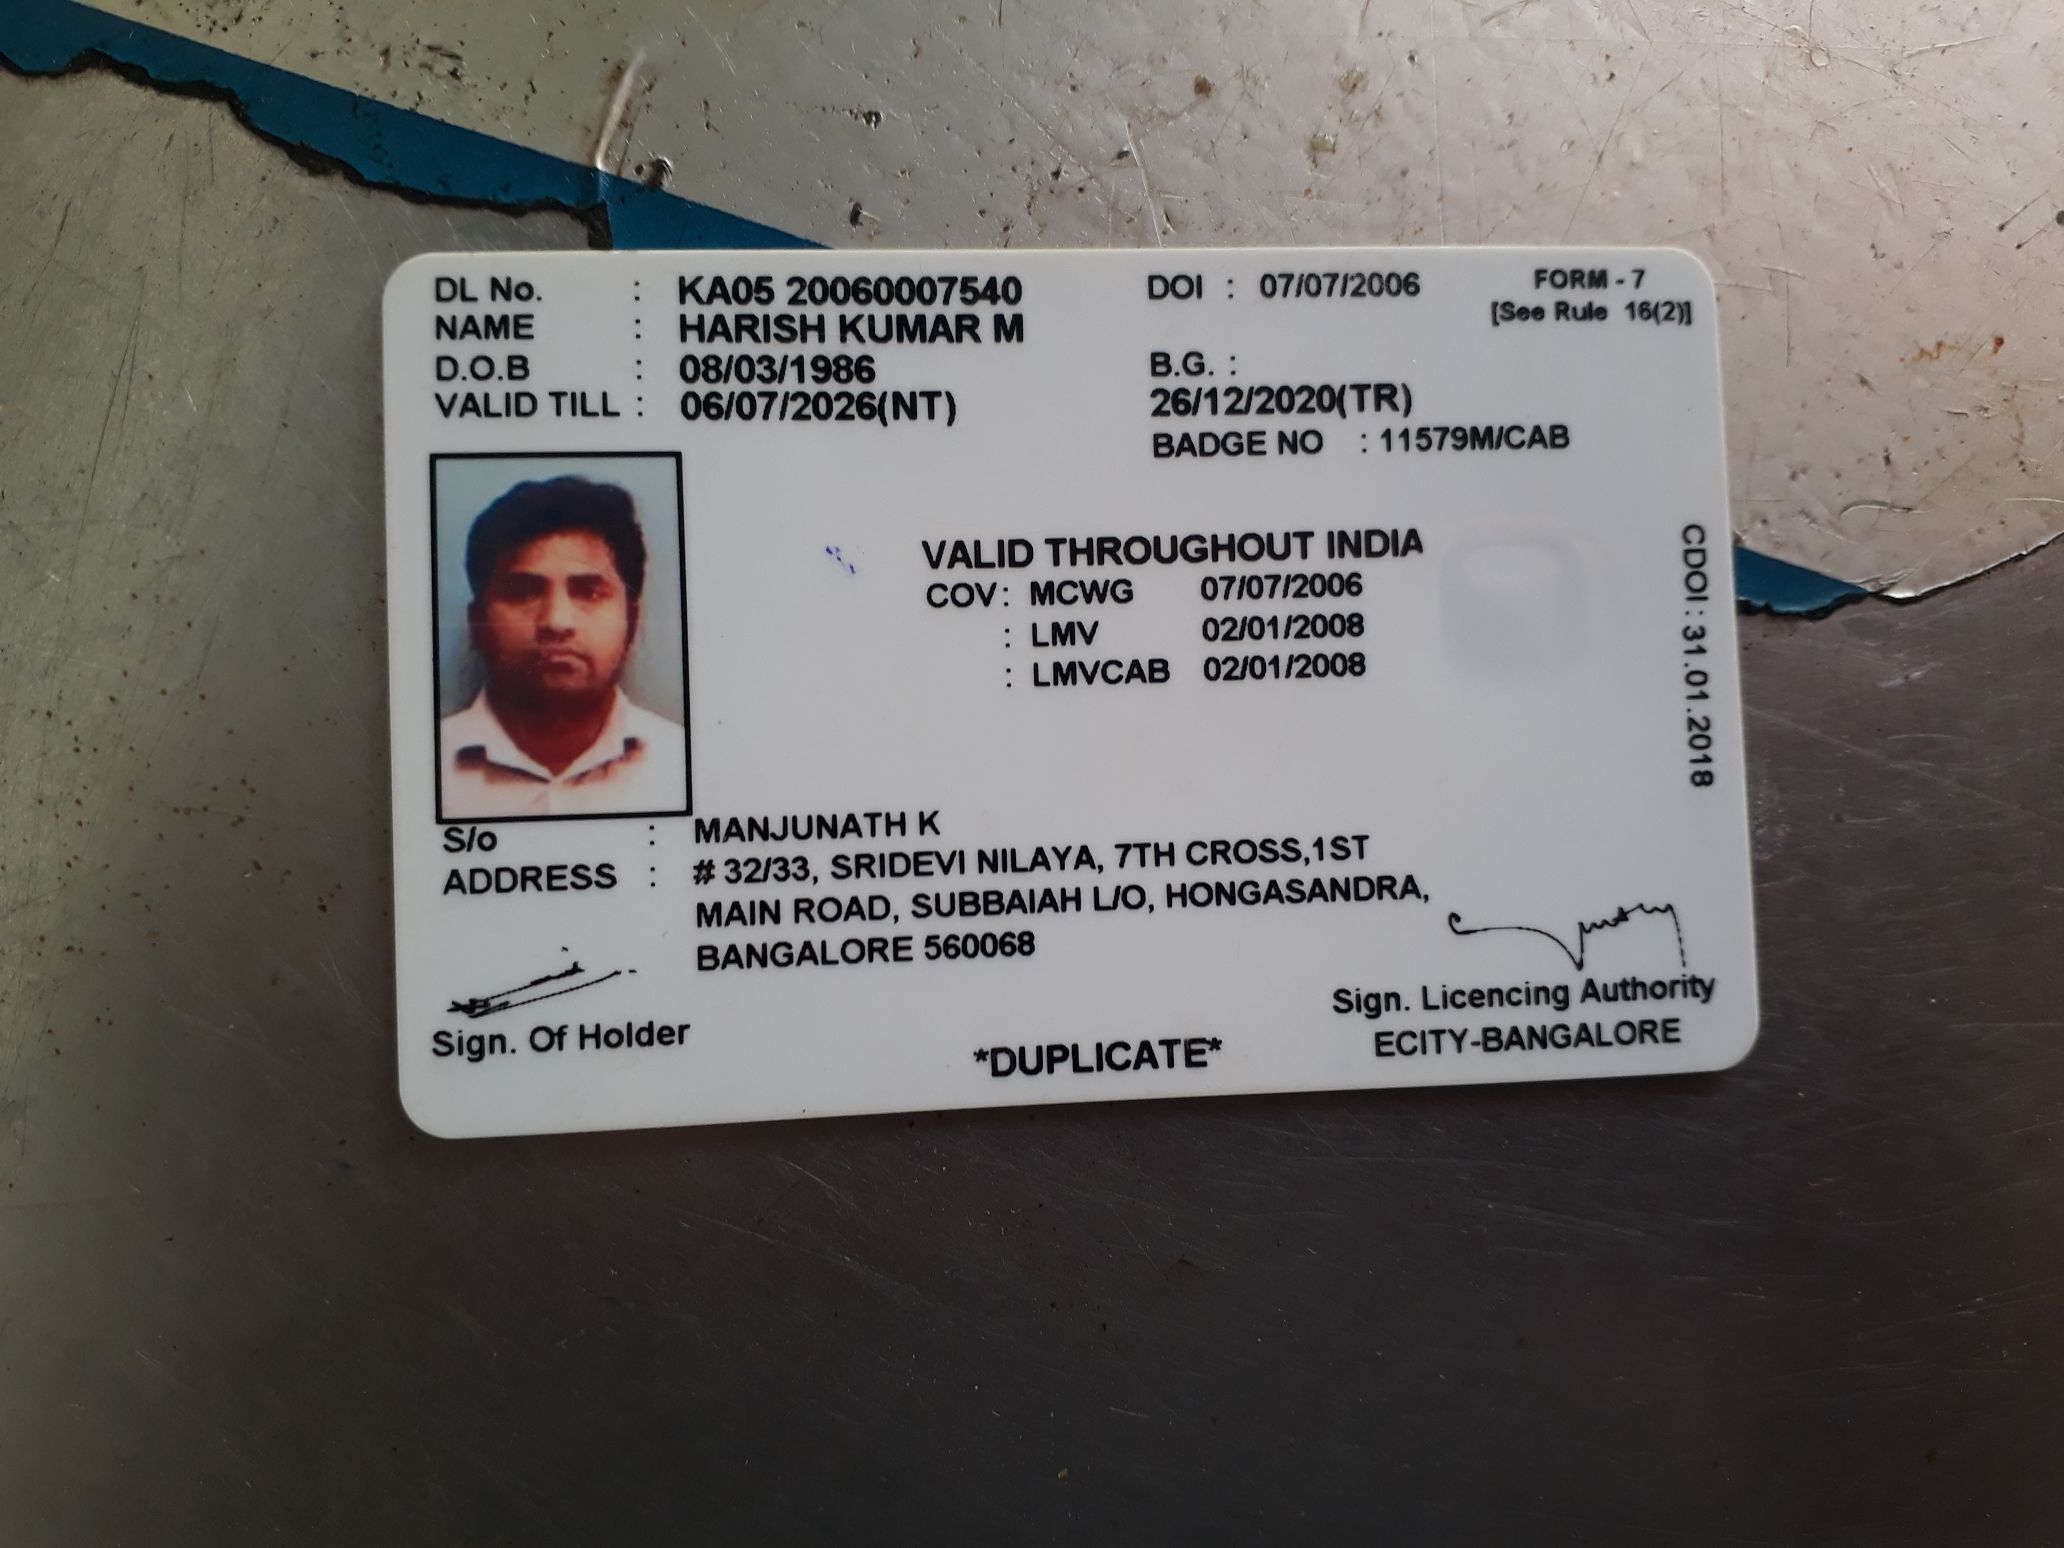 DL No. : KA05 20060007540 DOI : 07/07/2006 FORM - 7
NAME : HARISH KUMAR M [See Rule 16(2)]
D.O.B : 08/03/1986 B.G. :
VALID TILL : 06/07/2026(NT) 26/12/2020(TR)
BADGE NO : 11579M/CAB
VALID THROUGHOUT INDIA
COV : MCWG 07/07/2006
: LMV 02/01/2008
: LMVCAB 02/01/2008
CDOI : 31.01.2018
S/o : MANJUNATH K
ADDRESS : # 32/33, SRIDEVI NILAYA, 7TH CROSS,1ST
MAIN ROAD, SUBBAIAH L/O, HONGASANDRA,
BANGALORE 560068
Sign. Of Holder
Sign. Licencing Authority
ECITY-BANGALORE
*DUPLICATE*